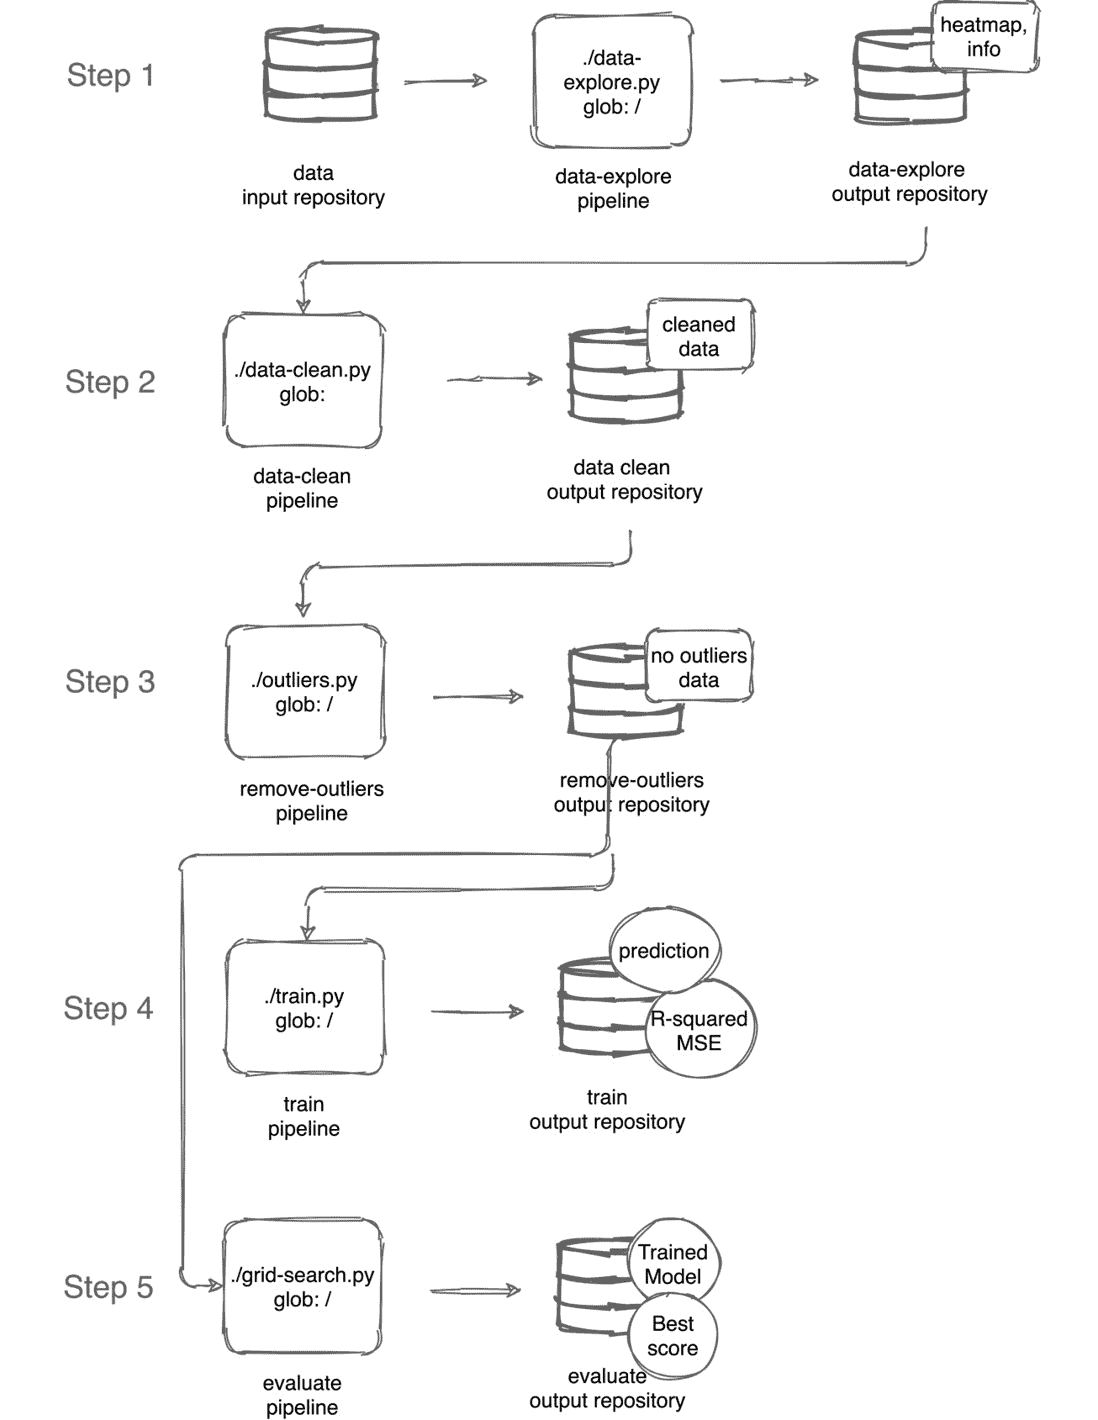 Step 1
./data-
explore.py
glob: /
heatmap,
info
data
input repository
data-explore
pipeline
data-explore
output repository
Step 2
./data-clean.py
glob:
cleaned
data
data-clean
pipeline
data clean
output repository
Step 3
./outliers.py
glob: /
no outliers
data
remove-outliers
pipeline
remove-outliers
output repository
Step 4
./train.py
glob: /
prediction
R-squared
MSE
train
pipeline
train
output repository
Step 5
./grid-search.py
glob: /
Trained
Model
Best
score
evaluate
pipeline
evaluate
output repository